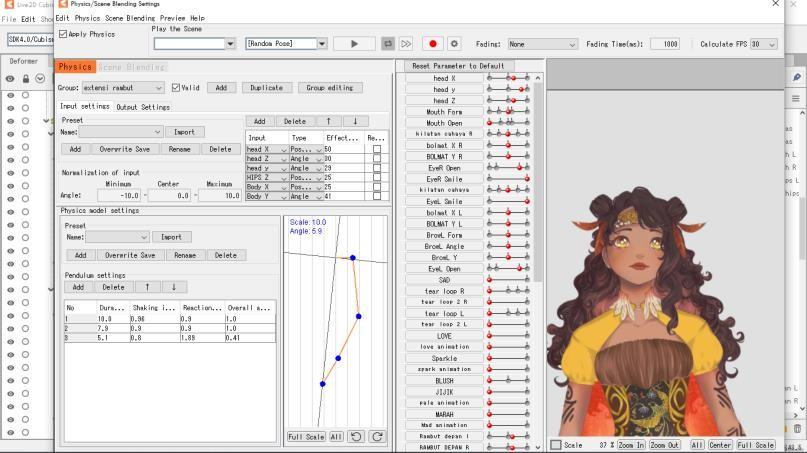 Live2D Cubis
Physics/Scene Blending Settings
File Edit Sho
Edit Physics Scene Blending Preview Help
SDK4.0/Cubis
Apply Physics
Play the Scene
[Random Pose]
Fading: None
Fading Time(ms): 1000
Calculate FPS 30
Deformer
Physics Scene Blending
Group: extensi rambut
Valid
Add
Duplicate
Group editing
Input settings
Output Settings
Preset
Name:
Import
Add
Overwrite Save
Rename
Delete
Normalization of input
Minimum Center Maximum
Angle: -10.0 - 0.0 - 10.0
Add Delete ↑ ↓
Input Type Effect... Re...
head X Pos... 50
head Z Angle 30
head y Angle 29
HIPS Z Pos... 25
Body X Pos... 25
Body Y Angle 41
Physics model settings
Preset
Name:
Import
Add
Overwrite Save
Rename
Delete
Pendulum settings
Add Delete ↑ ↓
No Dura... Shaking i... Reaction... Overall a...
1 10.0 0.96 0.9 1.0
2 7.9 0.9 0.9 1.0
3 5.1 0.8 1.89 0.41
Scale: 10.0
Angle: 5.9
Full Scale All
Reset Parameter to Default
head X
head y
head Z
Mouth Form
Mouth Open
kilatan cahaya R
bolmat X R
BOLMAT Y R
EyeR Open
EyeR Smile
kilatan cahaya
EyeL Smile
bolmat X L
BOLMAT Y L
BrowL Form
BrowL Angle
BrowL Y
EyeL Open
SAD
tear loop R
tear loop 2 R
tear loop L
tear loop 2 L
LOVE
love animation
Sparkle
spark animation
BLUSH
JIJIK
pale animation
MARAH
Mad animation
Rambut depan l
RAMBUT DEPAN R
Scale 37 % Zoom In Zoom Out All Center Full Scale